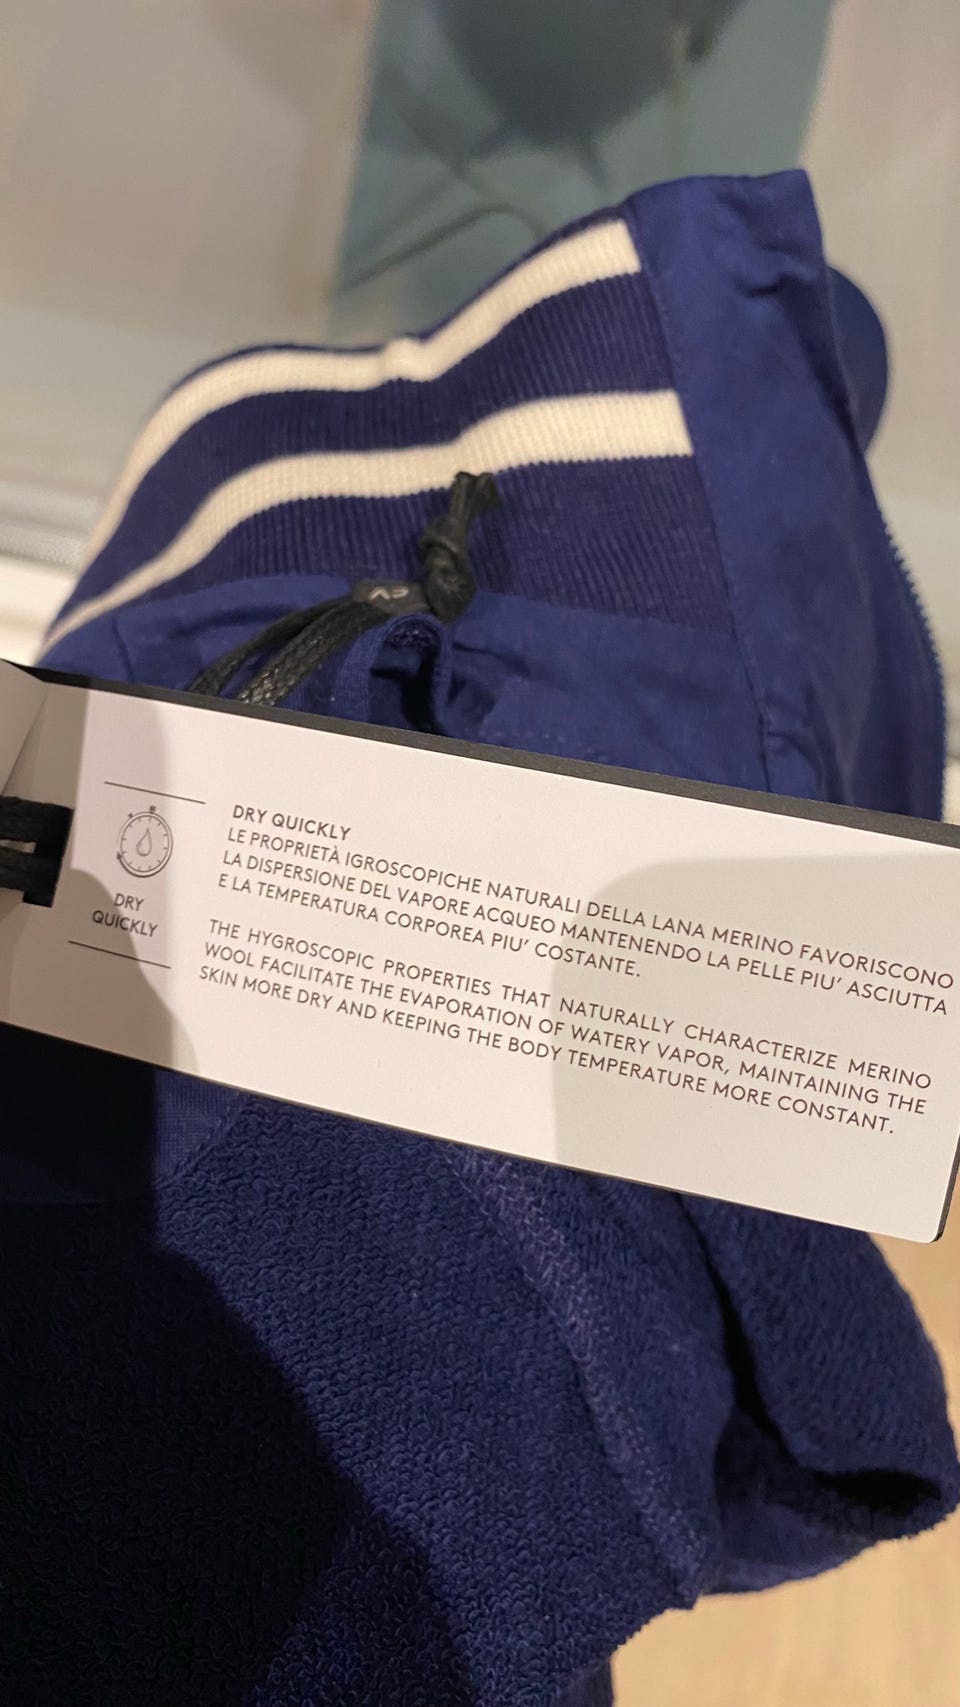 DRY
QUICKLY
DRY QUICKLY
LE PROPRIETÀ IGROSCOPICHE NATURALI DELLA LANA MERINO FAVORISCONO
LA DISPERSIONE DEL VAPORE ACQUEO MANTENENDO LA PELLE PIU' ASCIUTTA
E LA TEMPERATURA CORPOREA PIU' COSTANTE.
THE HYGROSCOPIC PROPERTIES THAT NATURALLY CHARACTERIZE MERINO
WOOL FACILITATE THE EVAPORATION OF WATERY VAPOR, MAINTAINING THE
SKIN MORE DRY AND KEEPING THE BODY TEMPERATURE MORE CONSTANT.